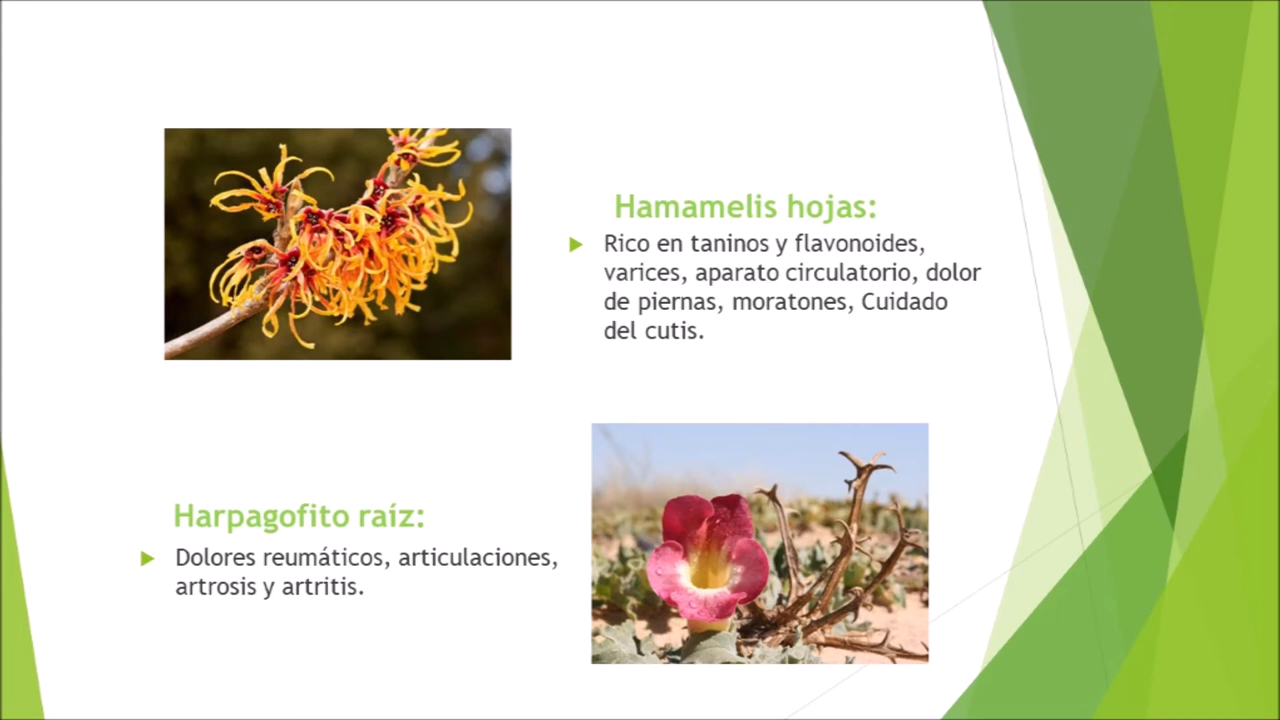 Hamamelis hojas:
Rico en taninos y flavonoides,
varices, aparato circulatorio, dolor
de piernas, moratones, Cuidado
del cutis.
Harpagofito raíz:
Dolores reumáticos, articulaciones,
artrosis y artritis.